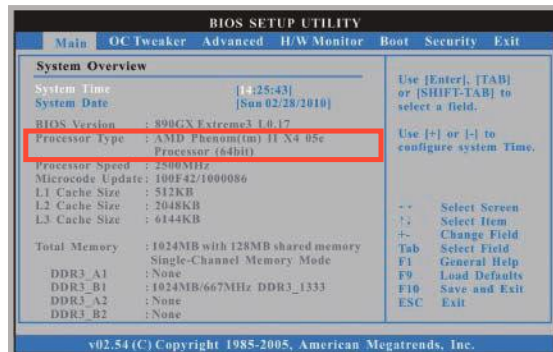 BIOS SETUP UTILITY
Main OC Tweaker Advanced H/W Monitor Boot Security Exit
System Overview
System Time [14:25:43]
System Date [Sun 02/28/2010]
BIOS Version : 890GX Extreme3 L0.17
Processor Type : AMD Phenom(tm) II X4 05e
Processor (64bit)
Processor Speed : 2500MHz
Microcode Update : 100F42/1000086
L1 Cache Size : 512KB
L2 Cache Size : 2048KB
L3 Cache Size : 6144KB
Total Memory : 1024MB with 128MB shared memory
Single-Channel Memory Mode
DDR3_A1 : None
DDR3_B1 : 1024MB/667MHz DDR3_1333
DDR3_A2 : None
DDR3_B2 : None
Use [Enter], [TAB]
or [SHIFT-TAB] to
select a field.
Use [+] or [-] to
configure system Time.
Select Screen
↑↓ Select Item
+- Change Field
Tab Select Field
F1 General Help
F9 Load Defaults
F10 Save and Exit
ESC Exit
v02.54 (C) Copyright 1985-2005, American Megatrends, Inc.